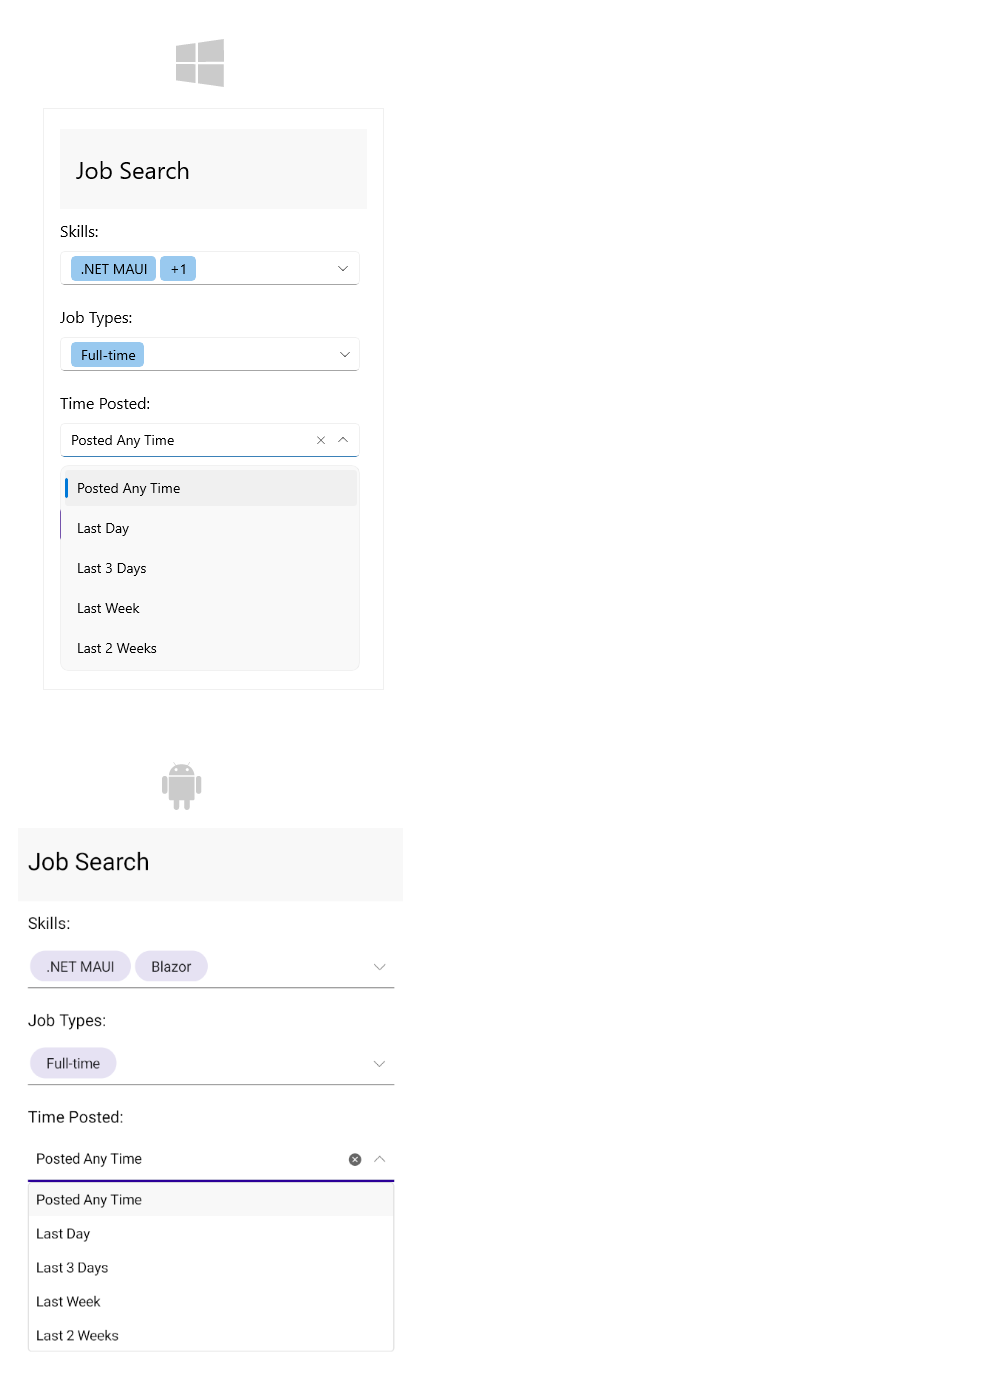 Job Search
Skills:
.NET MAUI +1
Job Types:
Full-time
Time Posted:
Posted Any Time
Posted Any Time
Last Day
Last 3 Days
Last Week
Last 2 Weeks
Job Search
Skills:
.NET MAUI Blazor
Job Types:
Full-time
Time Posted:
Posted Any Time
Posted Any Time
Last Day
Last 3 Days
Last Week
Last 2 Weeks